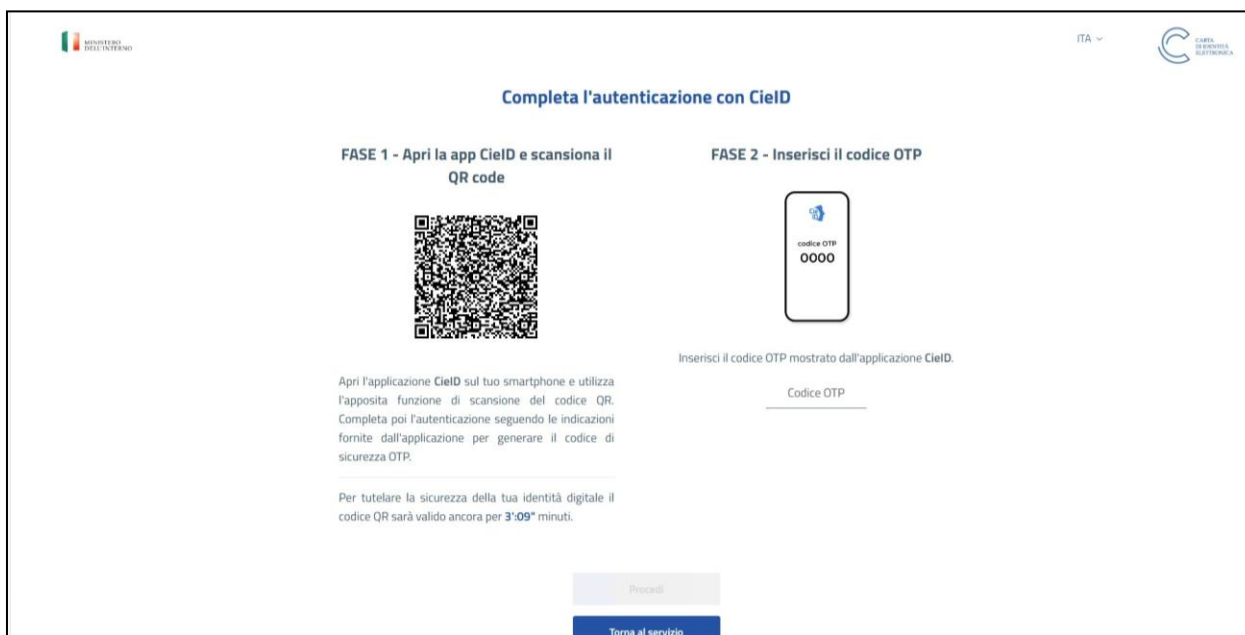 MINISTERO
DELL'INTERNO
ITA
CARTA
DI IDENTITÀ
ELETTRONICA
Completa l'autenticazione con CieID
FASE 1 - Apri la app CieID e scansiona il
QR code
Apri l'applicazione CieID sul tuo smartphone e utilizza
l'apposita funzione di scansione del codice QR.
Completa poi l'autenticazione seguendo le indicazioni
fornite dall'applicazione per generare il codice di
sicurezza OTP.
Per tutelare la sicurezza della tua identità digitale il
codice QR sarà valido ancora per 3':09" minuti.
FASE 2 - Inserisci il codice OTP
codice OTP
0000
Inserisci il codice OTP mostrato dall'applicazione CieID.
Codice OTP
Procedi
Torna al servizio